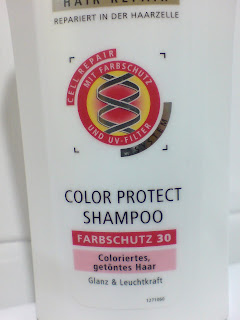 HAIR REPAIR
REPARIERT IN DER HAARZELLE
CELL REPAIR
MIT FARBSCHUTZ
UND UV-FILTER
SYSTEM
COLOR PROTECT
SHAMPOO
FARBSCHUTZ 30
Coloriertes,
getöntes Haar
Glanz & Leuchtkraft